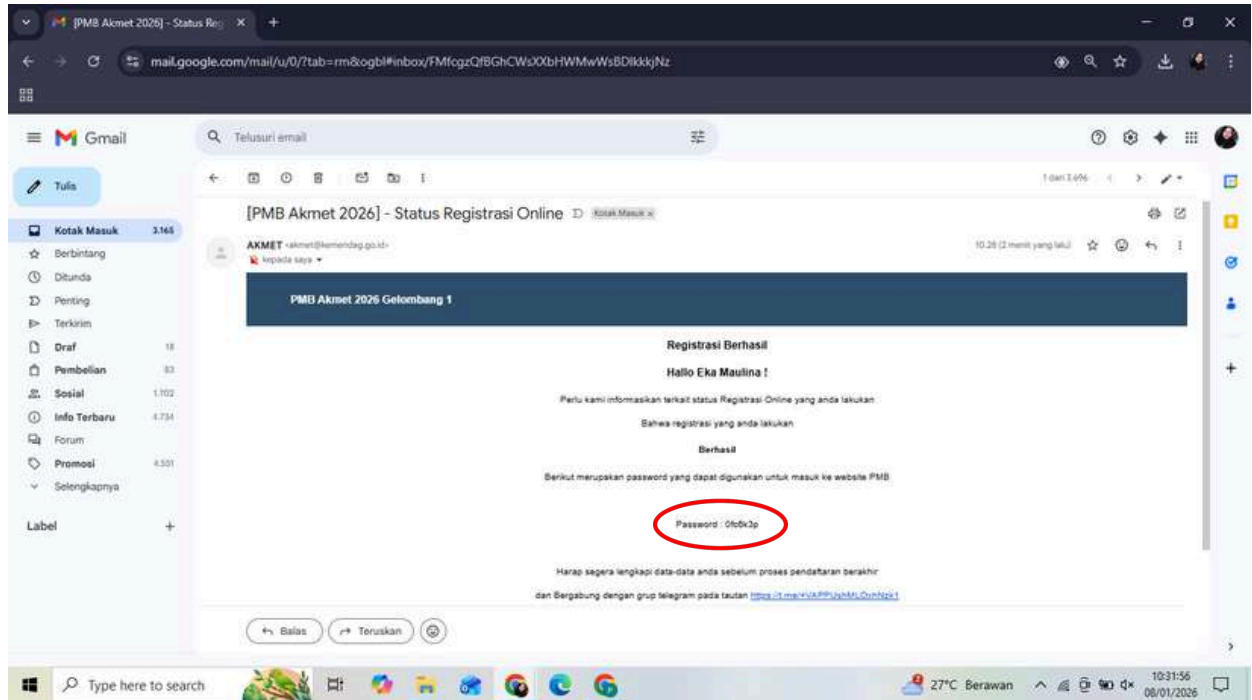 [PMB Akmet 2026] - Status Reg
mail.google.com/mail/u/0/?tab=rm&ogbl#inbox/FMfcgzQfBGhCWsXXbHWMwWsBDlkkkjNz
Gmail
Telusuri email
Tulis
1 dari 3.696
[PMB Akmet 2026] - Status Registrasi Online
Kotak Masuk x
Kotak Masuk 3.165
Berbintang
Ditunda
Penting
Terkirim
Draf 18
Pembelian 83
Sosial 1.102
Info Terbaru 4.734
Forum
Promosi 4.501
Selengkapnya
Label
AKMET <akmet@kemendag.go.id>
kepada saya
10.28 (2 menit yang lalu)
PMB Akmet 2026 Gelombang 1
Registrasi Berhasil
Hallo Eka Maulina !
Perlu kami informasikan terkait status Registrasi Online yang anda lakukan
Bahwa registrasi yang anda lakukan
Berhasil
Berikut merupakan password yang dapat digunakan untuk masuk ke website PMB
Password : 0fo6k3p
Harap segera lengkapi data-data anda sebelum proses pendaftaran berakhir
dan Bergabung dengan grup telegram pada tautan
Balas
Teruskan
Type here to search
27°C Berawan
10:31:56
08/01/2026